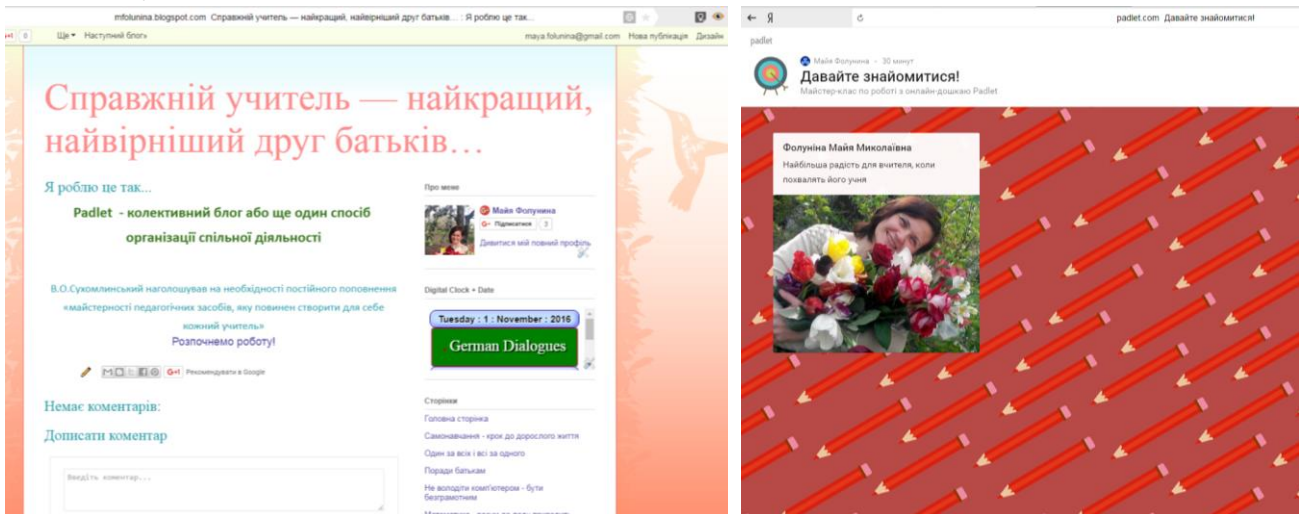 mfolunina.blogspot.com Справжній учитель — найкращий, найвірніший друг батьків... : Я роблю це так...
G+1 0 Ще Наступний блог»
maya.folunina@gmail.com Нова публікація Дизайн
Справжній учитель — найкращий,
найвірніший друг батьків…
Я роблю це так...
Padlet - колективний блог або ще один спосіб
організації спільної діяльності
В.О.Сухомлинський наголошував на необхідності постійного поповнення
«майстерності педагогічних засобів, яку повинен створити для себе
кожний учитель»
Розпочнемо роботу!
G+1 Рекомендувати в Google
Немає коментарів:
Дописати коментар
Введіть коментар...
Про мене
Майя Фолунина
G+ Підписатися 3
Дивитися мій повний профіль
Digital Clock + Date
Tuesday : 1 : November : 2016
German Dialogues
Сторінки
Головна сторінка
Самонавчання - крок до дорослого життя
Один за всіх і всі за одного
Поради батькам
Не володіти комп'ютером - бути
безграмотним
Я
padlet.com Давайте знайомитися!
padlet
Майя Фолунина - 30 минут
Давайте знайомитися!
Майстер-клас по роботі з онлайн-дошкаю Padlet
Фолуніна Майя Миколаївна
Найбільша радість для вчителя, коли
похвалять його учня